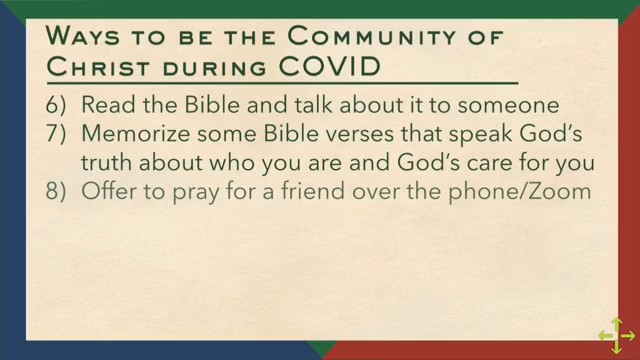 WAYS TO BE THE COMMUNITY OF
CHRIST DURING COVID
6) Read the Bible and talk about it to someone
7) Memorize some Bible verses that speak God's
truth about who you are and God's care for you
8) Offer to pray for a friend over the phone/Zoom